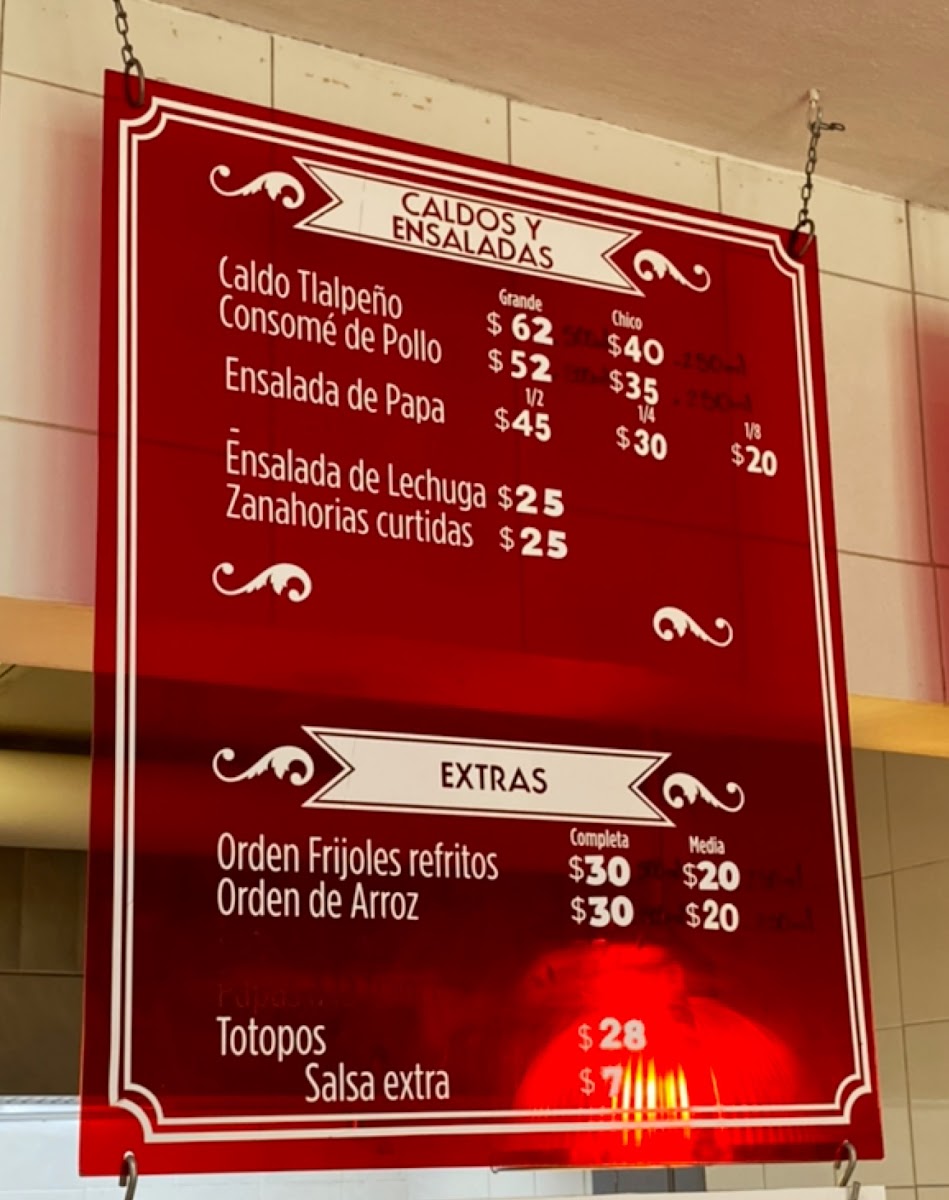 CALDOS Y
ENSALADAS
Grande Chico
Caldo Tlalpeño $ 62 $40
Consomé de Pollo $ 52 $35
1/2 1/4 1/8
Ensalada de Papa $45 $30 $20
-
Ensalada de Lechuga $25
Zanahorias curtidas $25
EXTRAS
Completa Media
Orden Frijoles refritos $30 $20
Orden de Arroz $30 $20
Totopos $28
Salsa extra $7